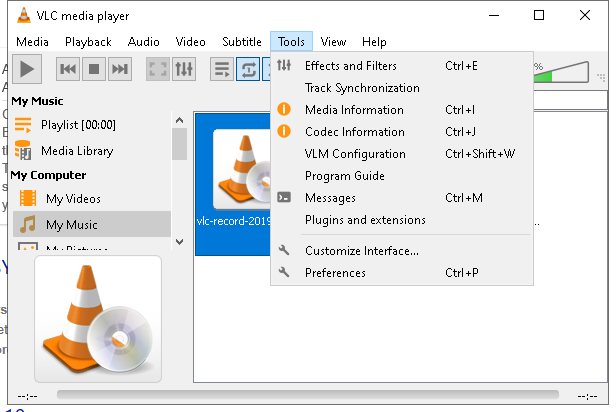 VLC media player
Media Playback Audio Video Subtitle Tools View Help
%
My Music
Playlist [00:00]
Media Library
My Computer
My Videos
My Music
My Pictures
vlc-record-2019
...
Effects and Filters Ctrl+E
Track Synchronization
Media Information Ctrl+I
Codec Information Ctrl+J
VLM Configuration Ctrl+Shift+W
Program Guide
Messages Ctrl+M
Plugins and extensions
Customize Interface...
Preferences Ctrl+P
--:-- --:--